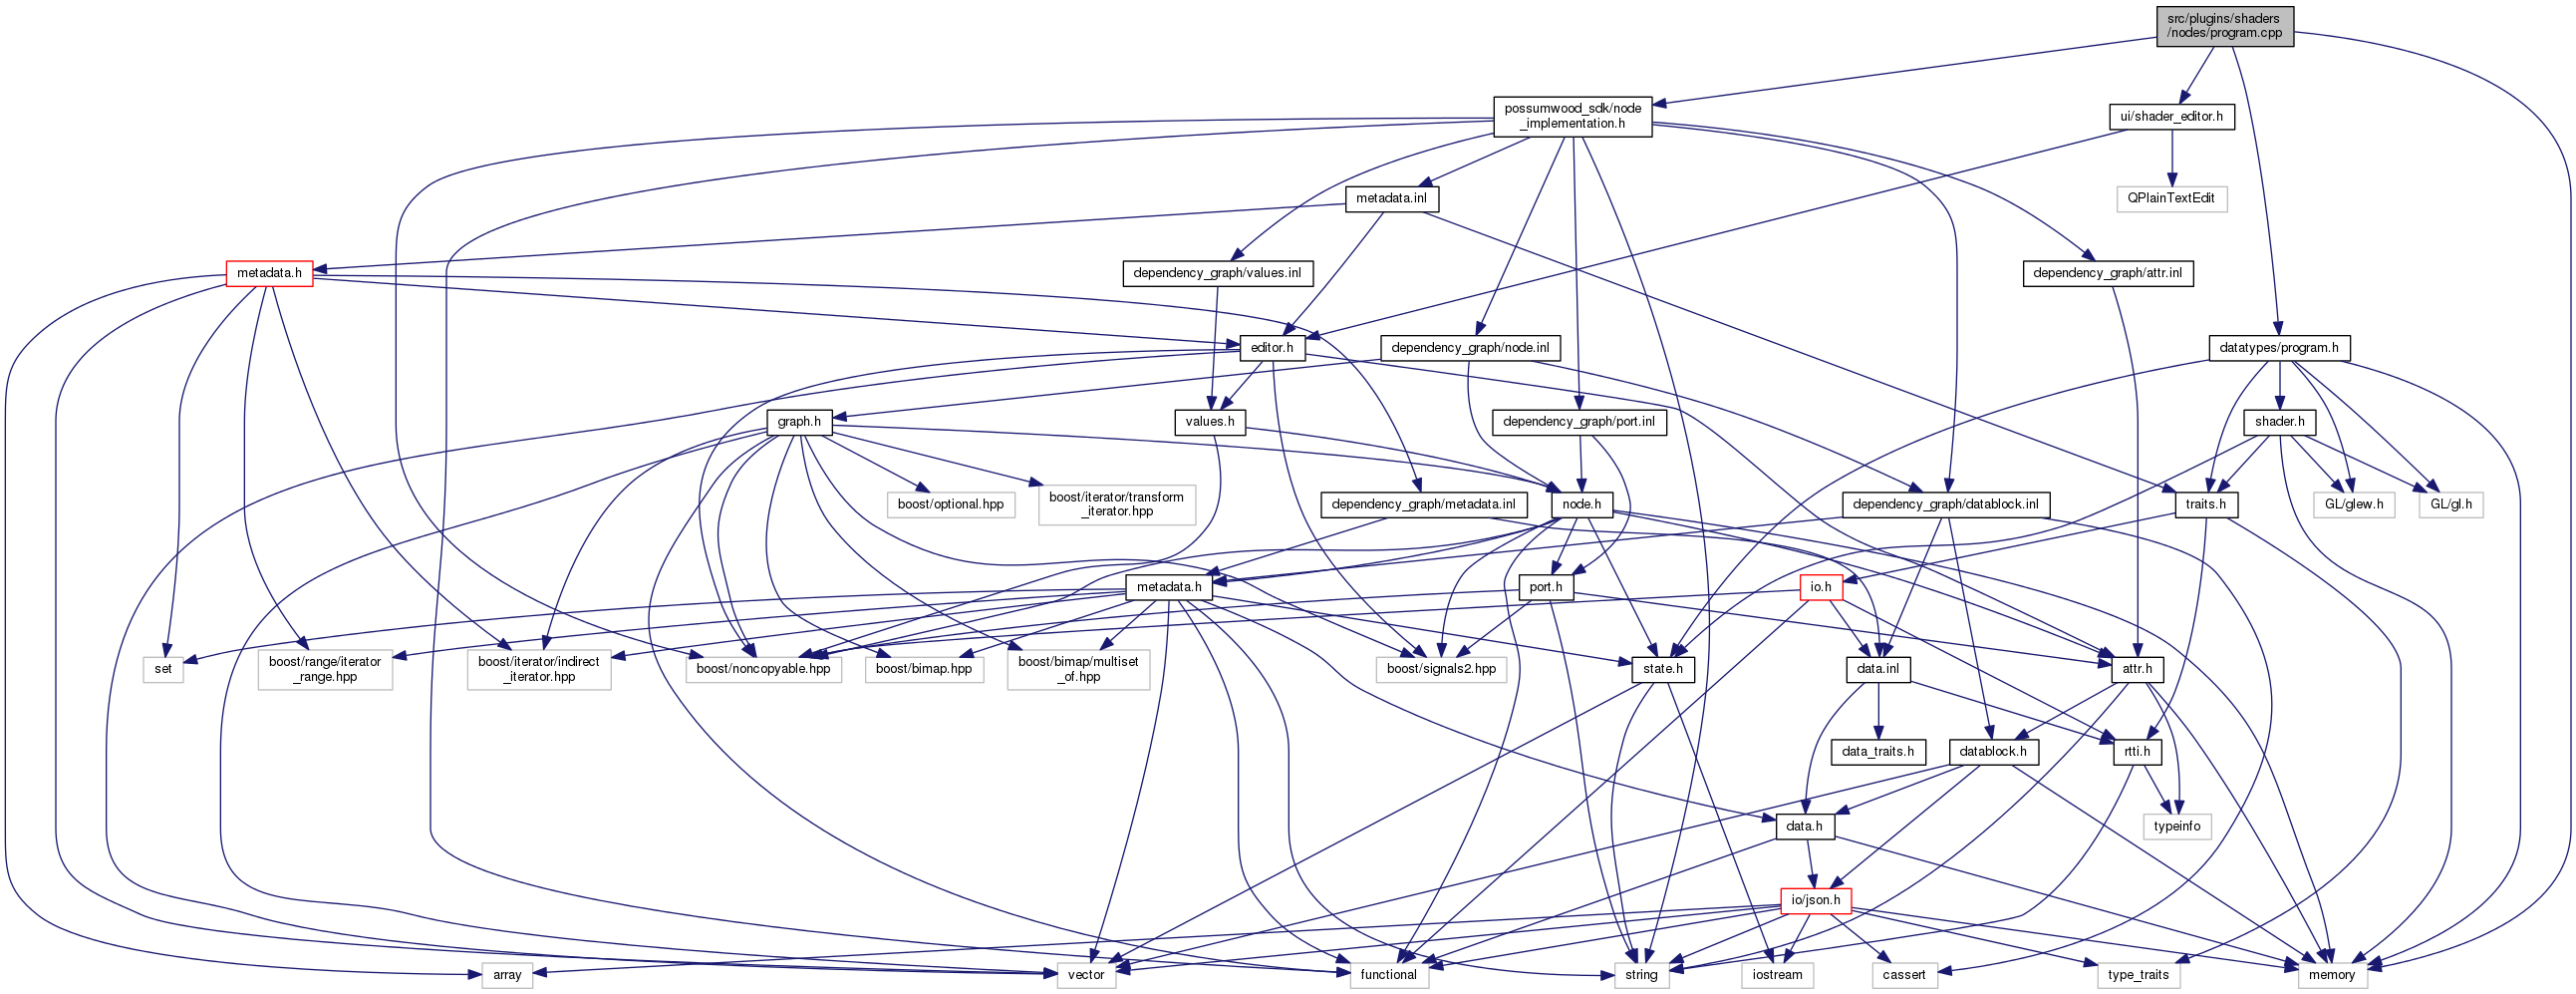 src/plugins/shaders
/nodes/program.cpp
possumwood_sdk/node
_implementation.h
ui/shader_editor.h
metadata.inl
QPlainTextEdit
metadata.h
dependency_graph/values.inl
dependency_graph/attr.inl
editor.h
dependency_graph/node.inl
datatypes/program.h
graph.h
values.h
dependency_graph/port.inl
shader.h
boost/optional.hpp
boost/iterator/transform
_iterator.hpp
dependency_graph/metadata.inl
node.h
dependency_graph/datablock.inl
traits.h
GL/glew.h
GL/gl.h
metadata.h
port.h
io.h
set
boost/range/iterator
_range.hpp
boost/iterator/indirect
_iterator.hpp
boost/noncopyable.hpp
boost/bimap.hpp
boost/bimap/multiset
_of.hpp
boost/signals2.hpp
state.h
data.inl
attr.h
data_traits.h
datablock.h
rtti.h
data.h
typeinfo
io/json.h
array
vector
functional
string
iostream
cassert
type_traits
memory